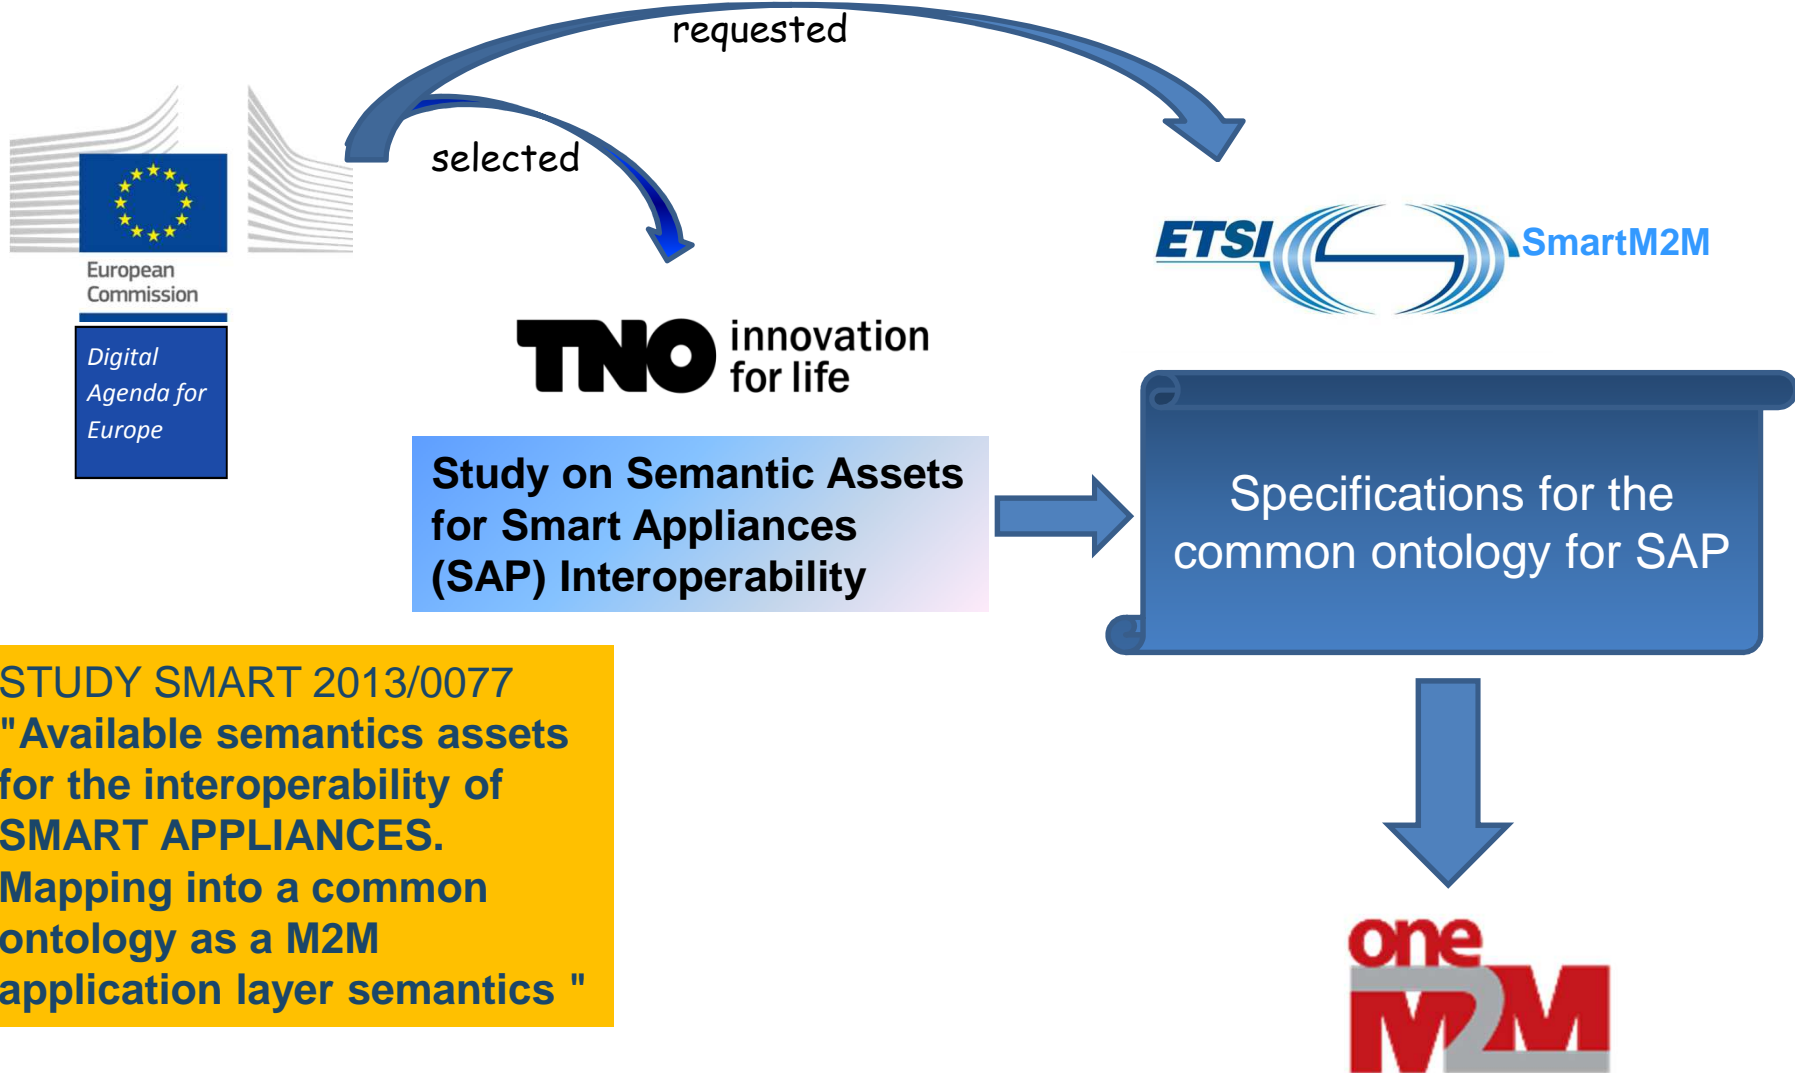 requested
selected
European
Commission
Digital
Agenda for
Europe
TNO innovation
for life
ETSI SmartM2M
Study on Semantic Assets
for Smart Appliances
(SAP) Interoperability
Specifications for the
common ontology for SAP
STUDY SMART 2013/0077
"Available semantics assets
for the interoperability of
SMART APPLIANCES.
Mapping into a common
ontology as a M2M
application layer semantics "
one
M2M